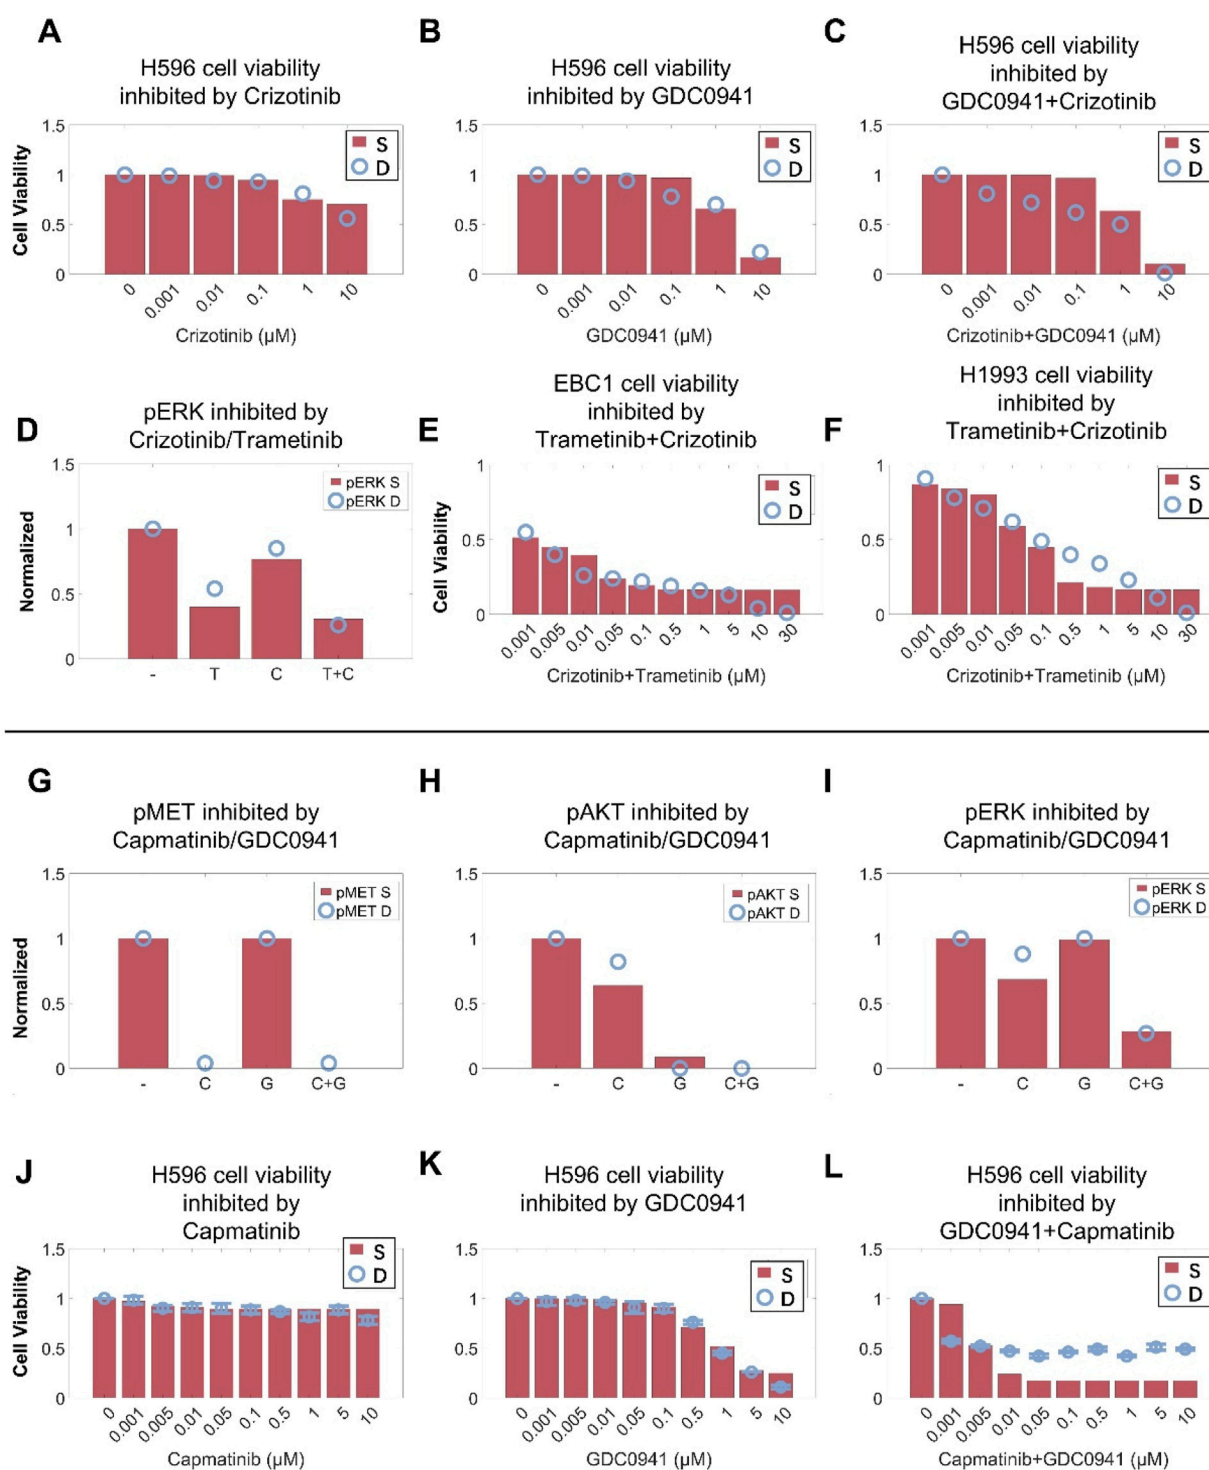 A
H596 cell viability
inhibited by Crizotinib
1.5
1
0.5
0
Cell Viability
S
D
0
0.001
0.01
0.1
1
10
Crizotinib (µM)
B
H596 cell viability
inhibited by GDC0941
1.5
1
0.5
0
S
D
0
0.001
0.01
0.1
1
10
GDC0941 (µM)
C
H596 cell viability
inhibited by
GDC0941+Crizotinib
1.5
1
0.5
0
S
D
0
0.001
0.01
0.1
1
10
Crizotinib+GDC0941 (µM)
D
pERK inhibited by
Crizotinib/Trametinib
1.5
1
0.5
0
Normalized
pERK S
pERK D
-
T
C
T+C
E
EBC1 cell viability
inhibited by
Trametinib+Crizotinib
1
0.5
0
Cell Viability
S
D
0.001
0.005
0.01
0.05
0.1
0.5
1
5
10
30
Crizotinib+Trametinib (µM)
F
H1993 cell viability
inhibited by
Trametinib+Crizotinib
1
0.5
0
S
D
0.001
0.005
0.01
0.05
0.1
0.5
1
5
10
30
Crizotinib+Trametinib (µM)
G
pMET inhibited by
Capmatinib/GDC0941
1.5
1
0.5
0
Normalized
pMET S
pMET D
-
C
G
C+G
H
pAKT inhibited by
Capmatinib/GDC0941
1.5
1
0.5
0
pAKT S
pAKT D
-
C
G
C+G
I
pERK inhibited by
Capmatinib/GDC0941
1.5
1
0.5
0
pERK S
pERK D
-
C
G
C+G
J
H596 cell viability
inhibited by
Capmatinib
1.5
1
0.5
0
Cell Viability
S
D
0
0.001
0.005
0.01
0.05
0.1
0.5
1
5
10
Capmatinib (µM)
K
H596 cell viability
inhibited by GDC0941
1.5
1
0.5
0
S
D
0
0.001
0.005
0.01
0.05
0.1
0.5
1
5
10
GDC0941 (µM)
L
H596 cell viability
inhibited by
GDC0941+Capmatinib
1.5
1
0.5
0
S
D
0
0.001
0.005
0.01
0.05
0.1
0.5
1
5
10
Capmatinib+GDC0941 (µM)